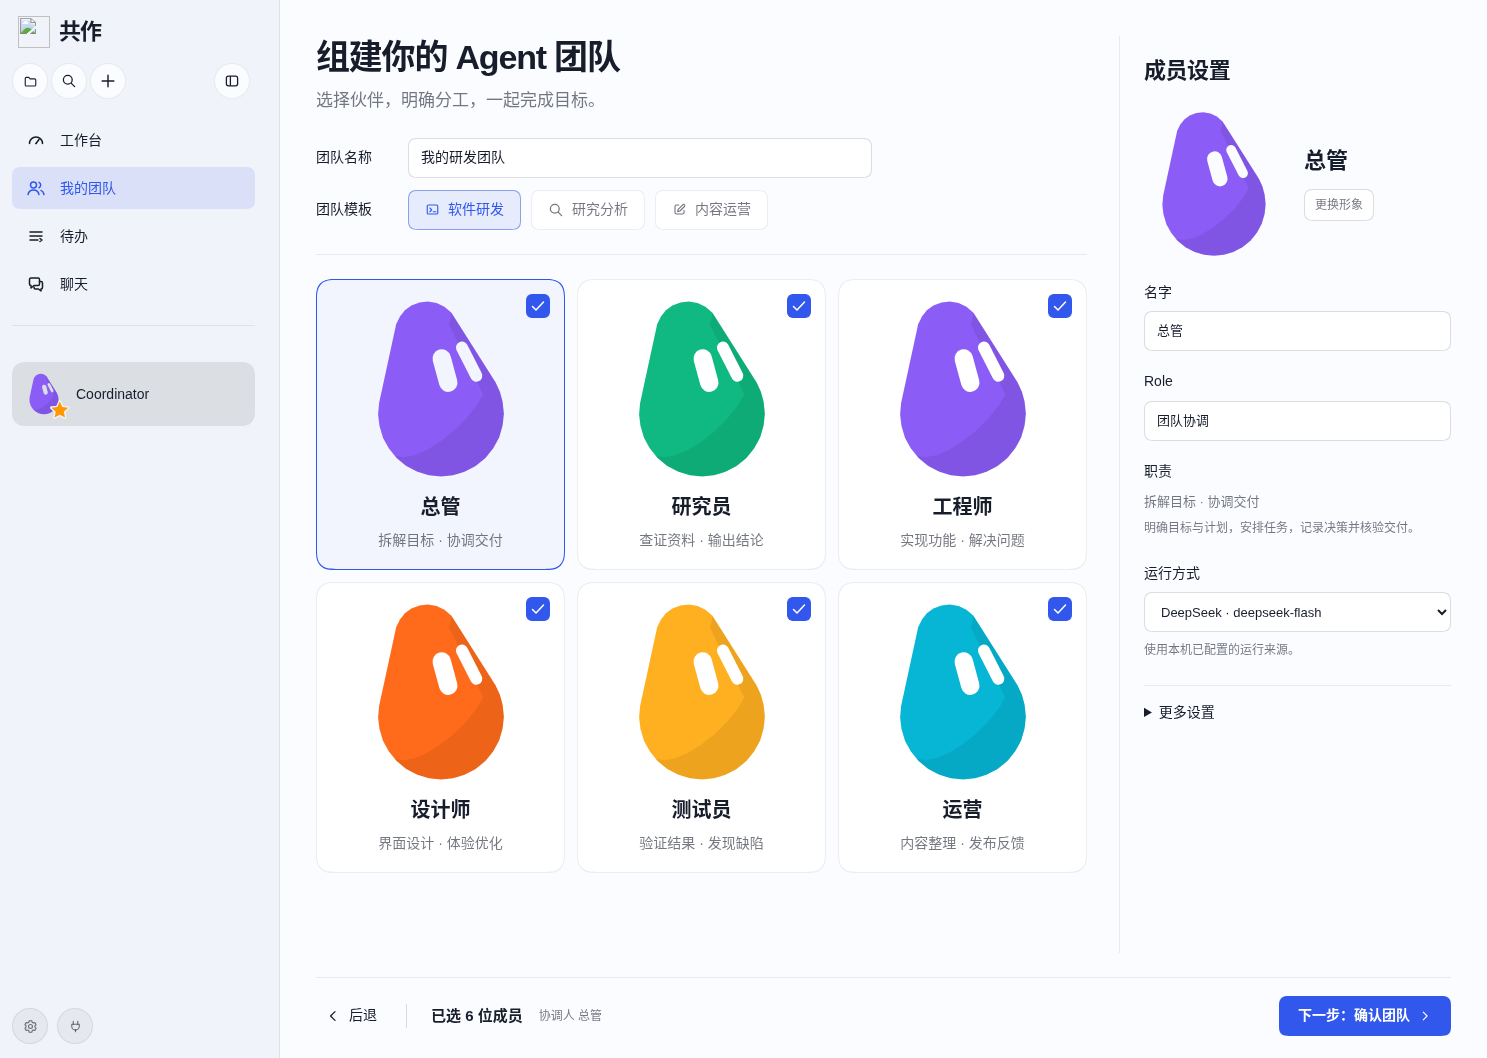 共作
工作台
我的团队
待办
聊天
Coordinator
组建你的 Agent 团队
选择伙伴，明确分工，一起完成目标。
团队名称
我的研发团队
团队模板
软件研发
研究分析
内容运营
总管
拆解目标 · 协调交付
研究员
查证资料 · 输出结论
工程师
实现功能 · 解决问题
设计师
界面设计 · 体验优化
测试员
验证结果 · 发现缺陷
运营
内容整理 · 发布反馈
成员设置
总管
更换形象
名字
总管
Role
团队协调
职责
拆解目标 · 协调交付
明确目标与计划，安排任务，记录决策并核验交付。
运行方式
DeepSeek · deepseek-flash
使用本机已配置的运行来源。
更多设置
后退
已选 6 位成员
协调人 总管
下一步：确认团队